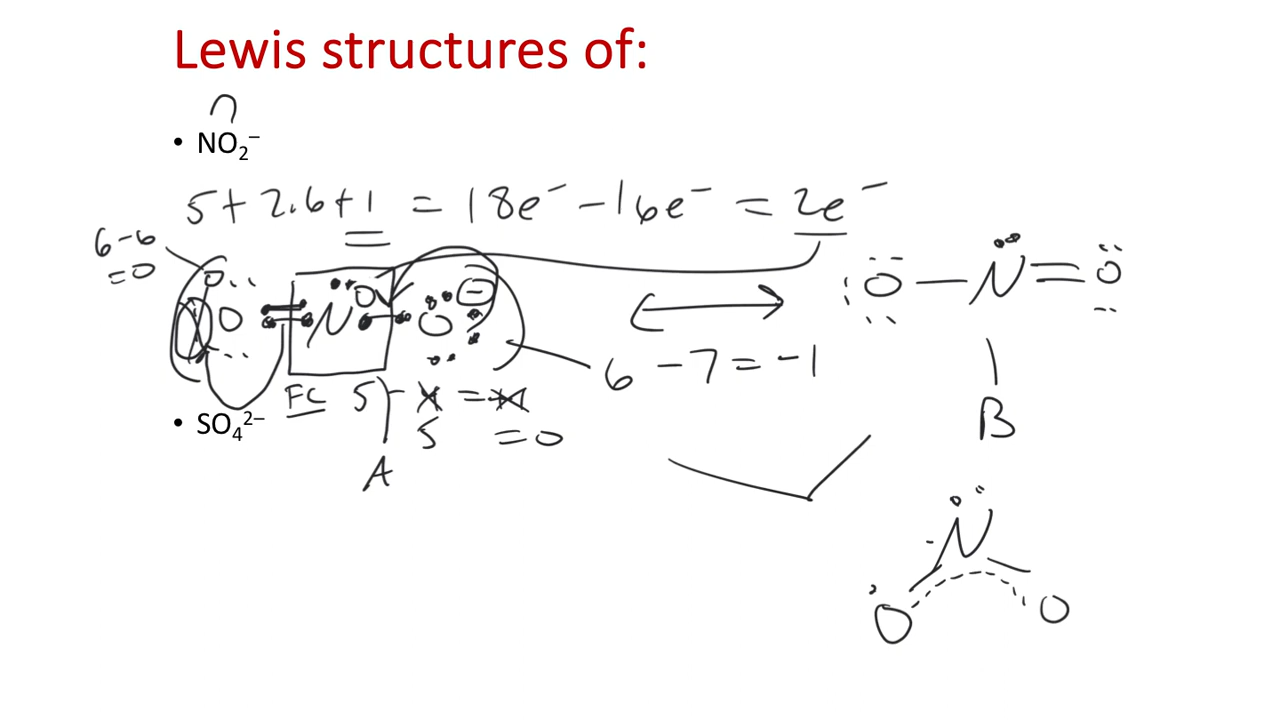 Lewis structures of:
• NO₂⁻
5 + 2.6 + 1 = 18e⁻ - 16e⁻ = 2e⁻
6-6
=0
O = N - O ⊖
O - N = O
6 - 7 = -1
FC 5 - X = X
5 = 0
B
• SO₄²⁻
A
N
O O